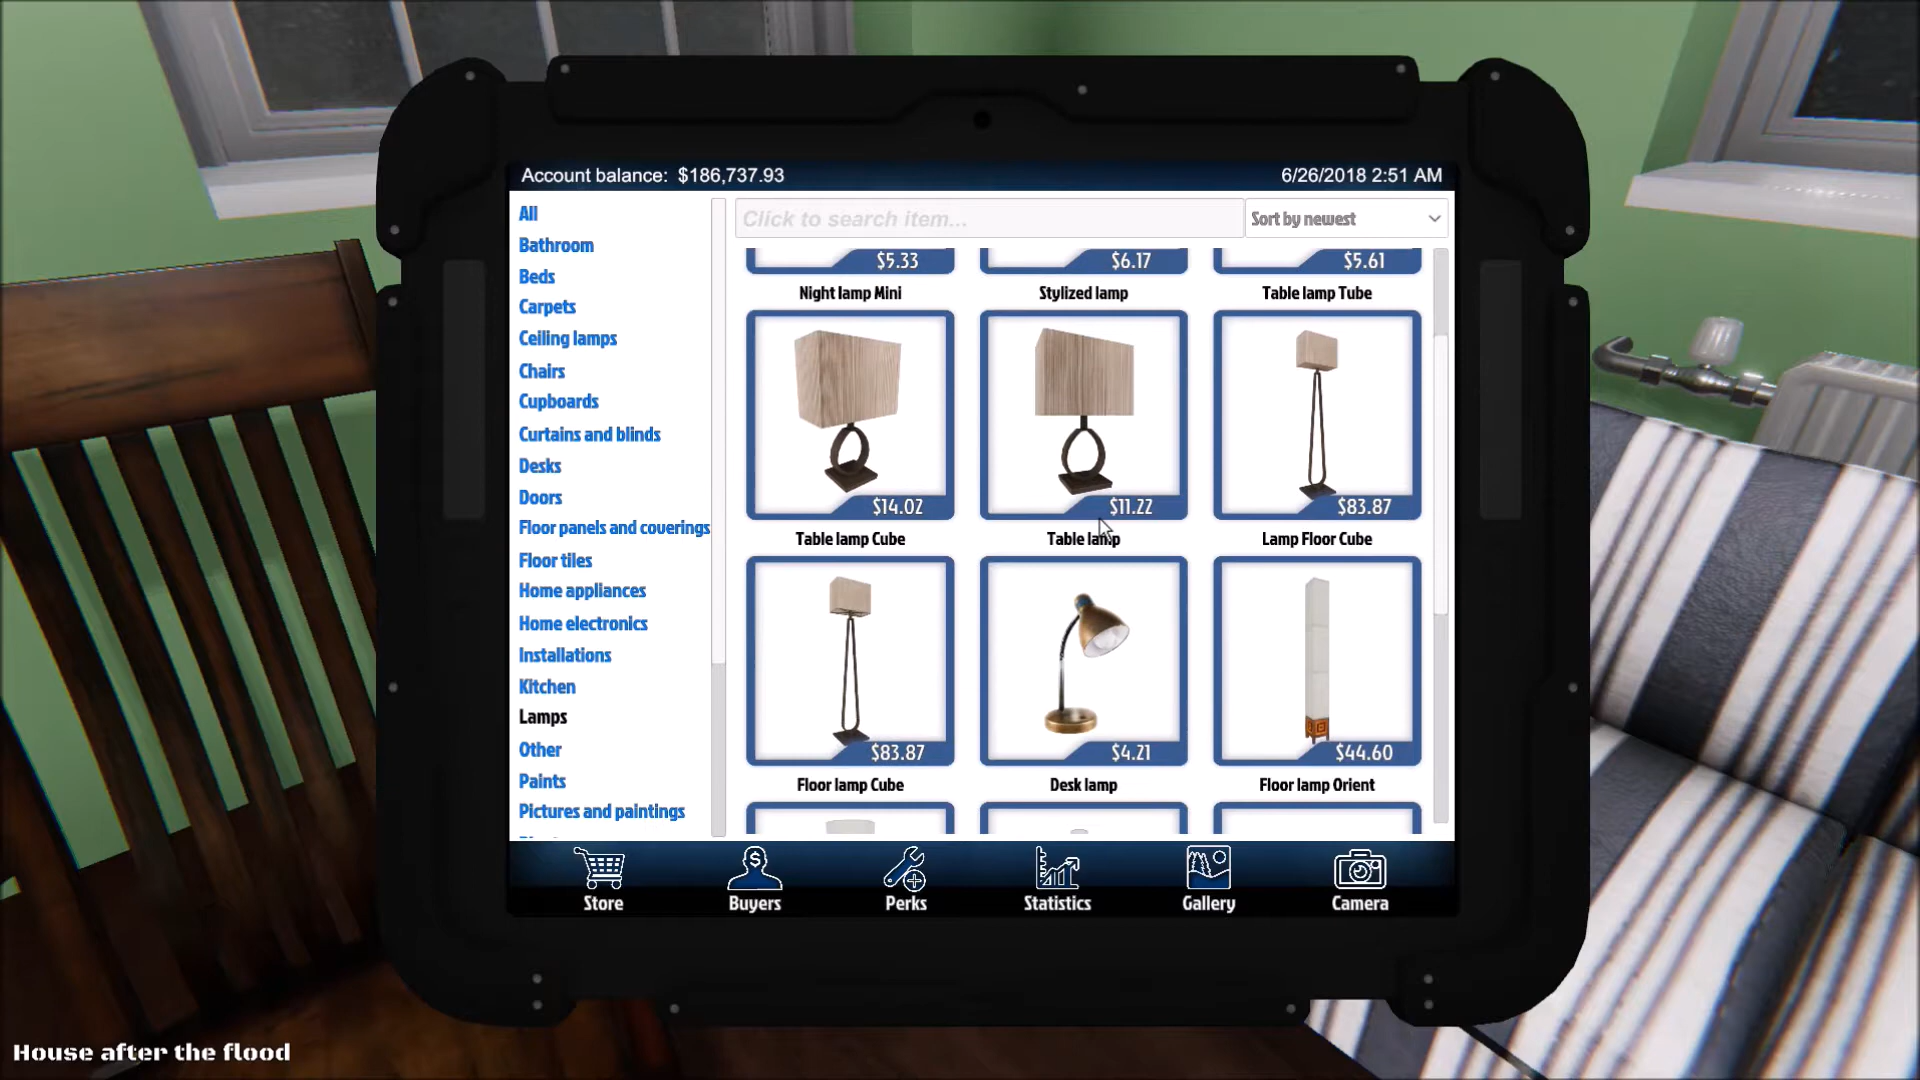 Account balance: $186,737.93
6/26/2018 2:51 AM
All
Bathroom
Beds
Carpets
Ceiling lamps
Chairs
Cupboards
Curtains and blinds
Desks
Doors
Floor panels and coverings
Floor tiles
Home appliances
Home electronics
Installations
Kitchen
Lamps
Other
Paints
Pictures and paintings
Click to search item...
Sort by newest
$5.33
$6.17
$5.61
Night lamp Mini
Stylized lamp
Table lamp Tube
$14.02
$11.22
$83.87
Table lamp Cube
Table lamp
Lamp Floor Cube
$83.87
$4.21
$44.60
Floor lamp Cube
Desk lamp
Floor lamp Orient
Store
Buyers
Perks
Statistics
Gallery
Camera
House after the flood